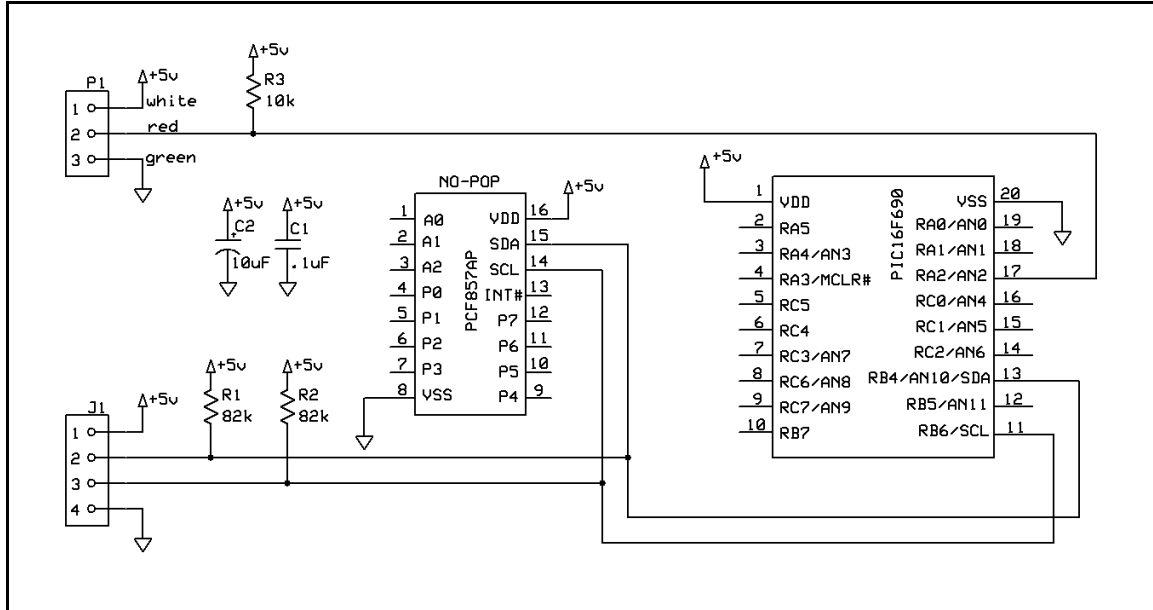 +5v
R3
10k
P1
+5v
1
white
2
red
3
green
+5v
C2
10uF
+5v
C1
.1uF
NO-POP
PCF857AP
+5v
1 A0
2 A1
3 A2
4 P0
5 P1
6 P2
7 P3
8 VSS
VDD 16
SDA 15
SCL 14
INT# 13
P7 12
P6 11
P5 10
P4 9
+5v
PIC16F690
1 VDD
2 RA5
3 RA4/AN3
4 RA3/MCLR#
5 RC5
6 RC4
7 RC3/AN7
8 RC6/AN8
9 RC7/AN9
10 RB7
VSS 20
RA0/AN0 19
RA1/AN1 18
RA2/AN2 17
RC0/AN4 16
RC1/AN5 15
RC2/AN6 14
RB4/AN10/SDA 13
RB5/AN11 12
RB6/SCL 11
+5v
R1
82k
+5v
R2
82k
J1
+5v
1
2
3
4